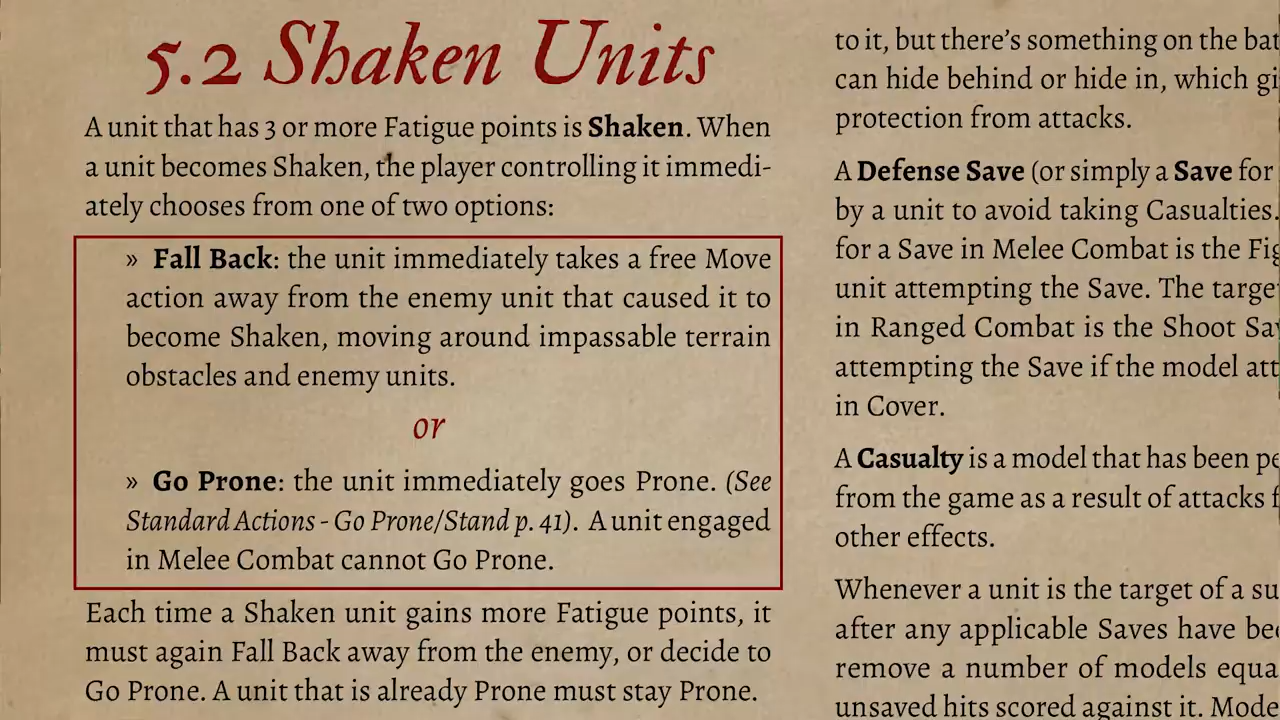 5.2 Shaken Units
A unit that has 3 or more Fatigue points is Shaken. When
a unit becomes Shaken, the player controlling it immedi-
ately chooses from one of two options:
» Fall Back: the unit immediately takes a free Move
action away from the enemy unit that caused it to
become Shaken, moving around impassable terrain
obstacles and enemy units.
or
» Go Prone: the unit immediately goes Prone. (See
Standard Actions - Go Prone/Stand p. 41). A unit engaged
in Melee Combat cannot Go Prone.
Each time a Shaken unit gains more Fatigue points, it
must again Fall Back away from the enemy, or decide to
Go Prone. A unit that is already Prone must stay Prone.
to it, but there's something on the
can hide behind or hide in, which
protection from attacks.
A Defense Save (or simply a Save for
by a unit to avoid taking Casualties.
for a Save in Melee Combat is the
unit attempting the Save. The
in Ranged Combat is the Shoot
attempting the Save if the model
in Cover.
A Casualty is a model that has been
from the game as a result of attacks
other effects.
Whenever a unit is the target of a
after any applicable Saves have
remove a number of models
unsaved hits scored against it.